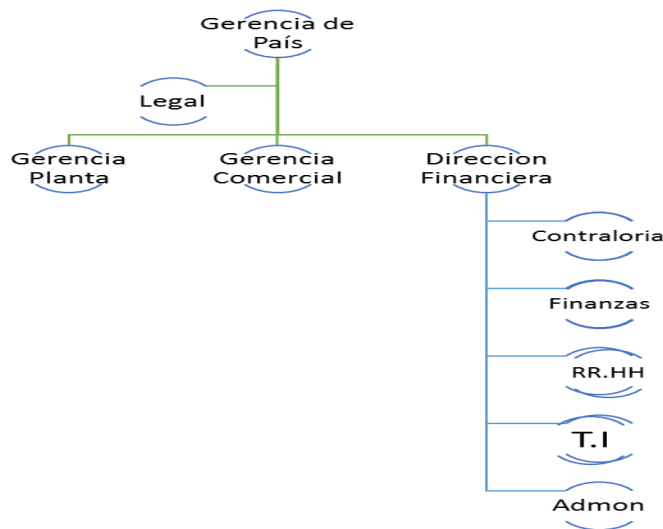 Gerencia de
País
Legal
Gerencia
Planta
Gerencia
Comercial
Direccion
Financiera
Contraloria
Finanzas
RR.HH
T.I
Admon